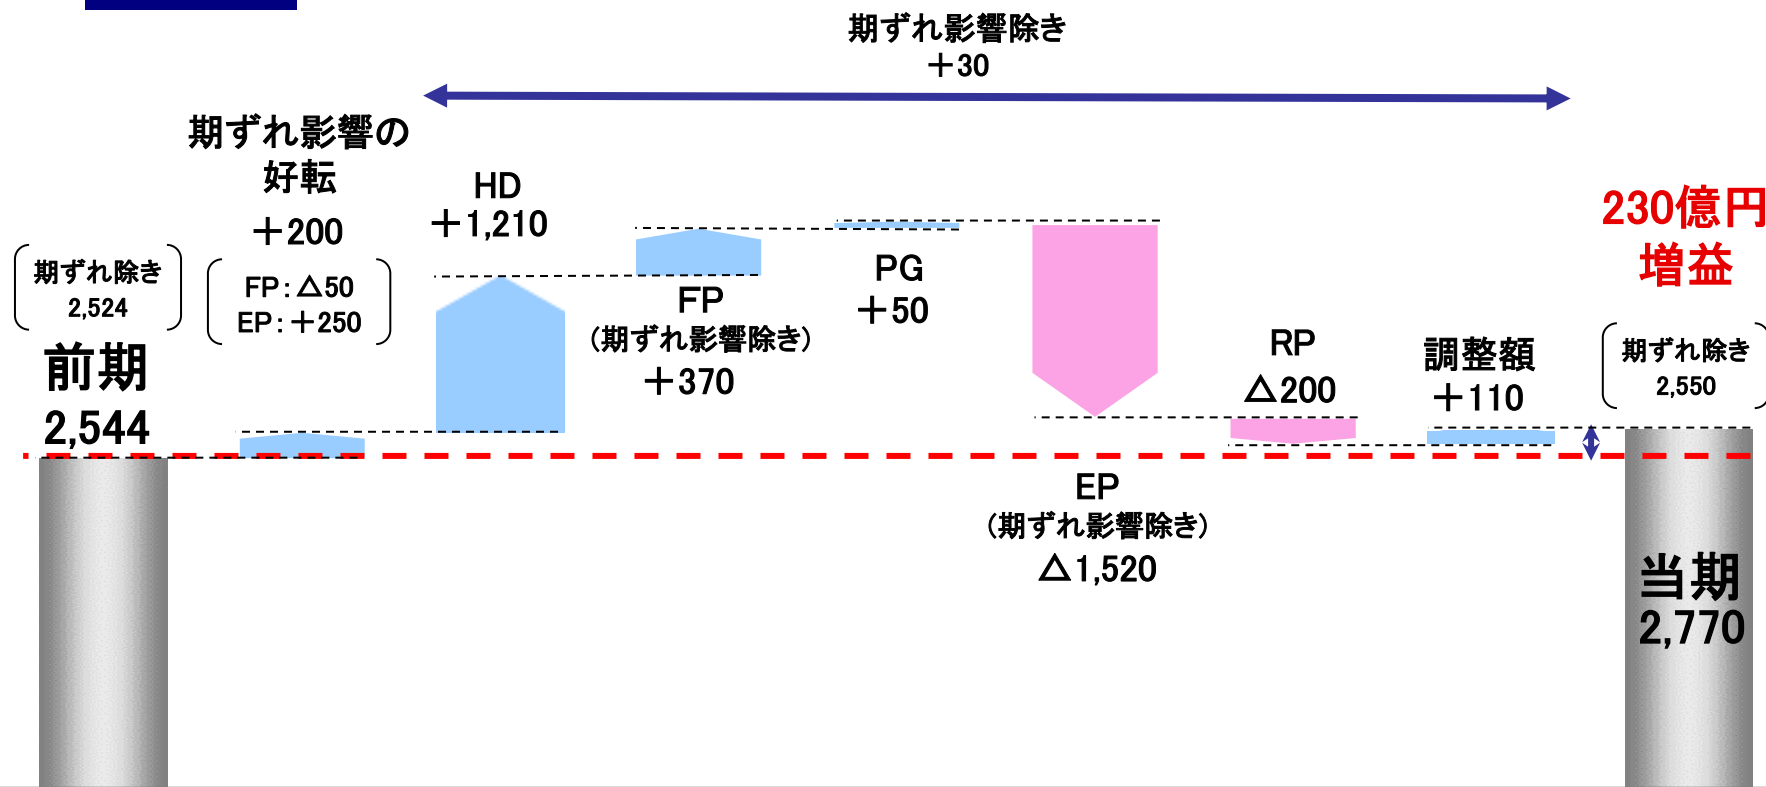 期ずれ影響除き
＋30
期ずれ影響の
好転
＋200
FP：△50
EP：＋250
期ずれ除き
2,524
前期
2,544
HD
＋1,210
FP
（期ずれ影響除き）
＋370
PG
＋50
EP
（期ずれ影響除き）
△1,520
RP
△200
調整額
＋110
230億円
増益
期ずれ除き
2,550
当期
2,770